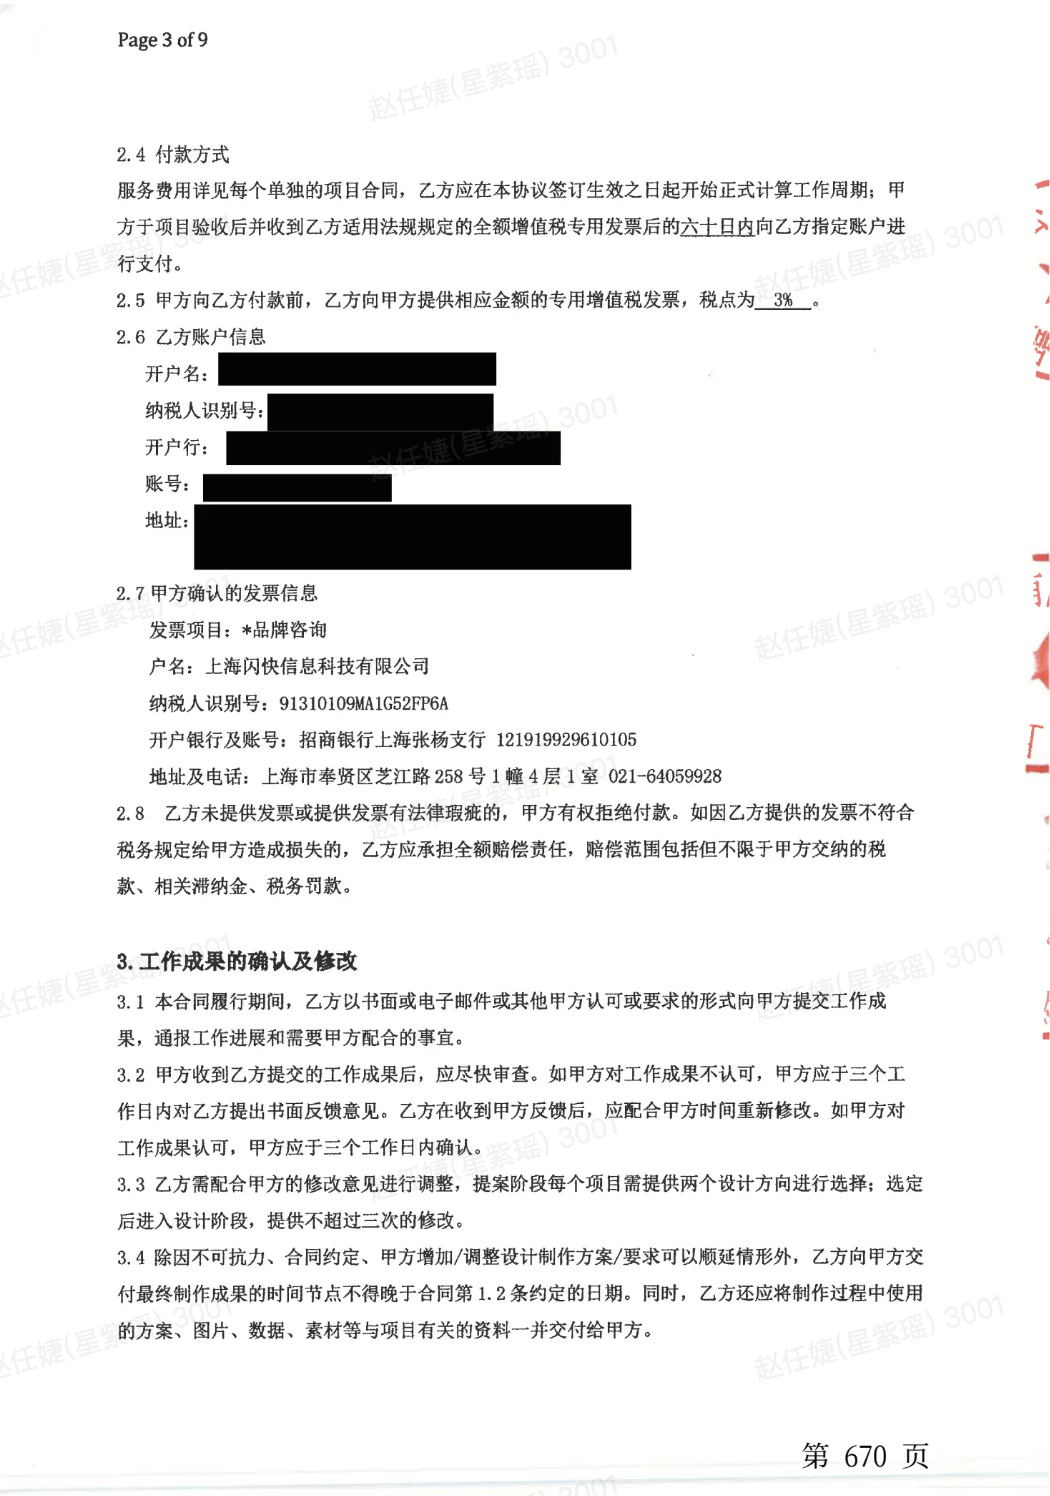 Page 3 of 9
2.4 付款方式
服务费用详见每个单独的项目合同，乙方应在本协议签订生效之日起开始正式计算工作周期；甲
方于项目验收后并收到乙方适用法规规定的全额增值税专用发票后的六十日内向乙方指定账户进
行支付。
2.5 甲方向乙方付款前，乙方向甲方提供相应金额的专用增值税发票，税点为 3% 。
2.6 乙方账户信息
开户名：
纳税人识别号：
开户行：
账号：
地址：
2.7 甲方确认的发票信息
发票项目：*品牌咨询
户名：上海闪快信息科技有限公司
纳税人识别号：91310109MA1G52FP6A
开户银行及账号：招商银行上海张杨支行 121919929610105
地址及电话：上海市奉贤区芝江路 258 号 1 幢 4 层 1 室 021-64059928
2.8 乙方未提供发票或提供发票有法律瑕疵的，甲方有权拒绝付款。如因乙方提供的发票不符合
税务规定给甲方造成损失的，乙方应承担全额赔偿责任，赔偿范围包括但不限于甲方交纳的税
款、相关滞纳金、税务罚款。
3. 工作成果的确认及修改
3.1 本合同履行期间，乙方以书面或电子邮件或其他甲方认可或要求的形式向甲方提交工作成
果，通报工作进展和需要甲方配合的事宜。
3.2 甲方收到乙方提交的工作成果后，应尽快审查。如甲方对工作成果不认可，甲方应于三个工
作日内对乙方提出书面反馈意见。乙方在收到甲方反馈后，应配合甲方时间重新修改。如甲方对
工作成果认可，甲方应于三个工作日内确认。
3.3 乙方需配合甲方的修改意见进行调整，提案阶段每个项目需提供两个设计方向进行选择；选定
后进入设计阶段，提供不超过三次的修改。
3.4 除因不可抗力、合同约定、甲方增加/调整设计制作方案/要求可以顺延情形外，乙方向甲方交
付最终制作成果的时间节点不得晚于合同第 1.2 条约定的日期。同时，乙方还应将制作过程中使用
的方案、图片、数据、素材等与项目有关的资料一并交付给甲方。
第 670 页
赵任婕(星紫瑶) 3001